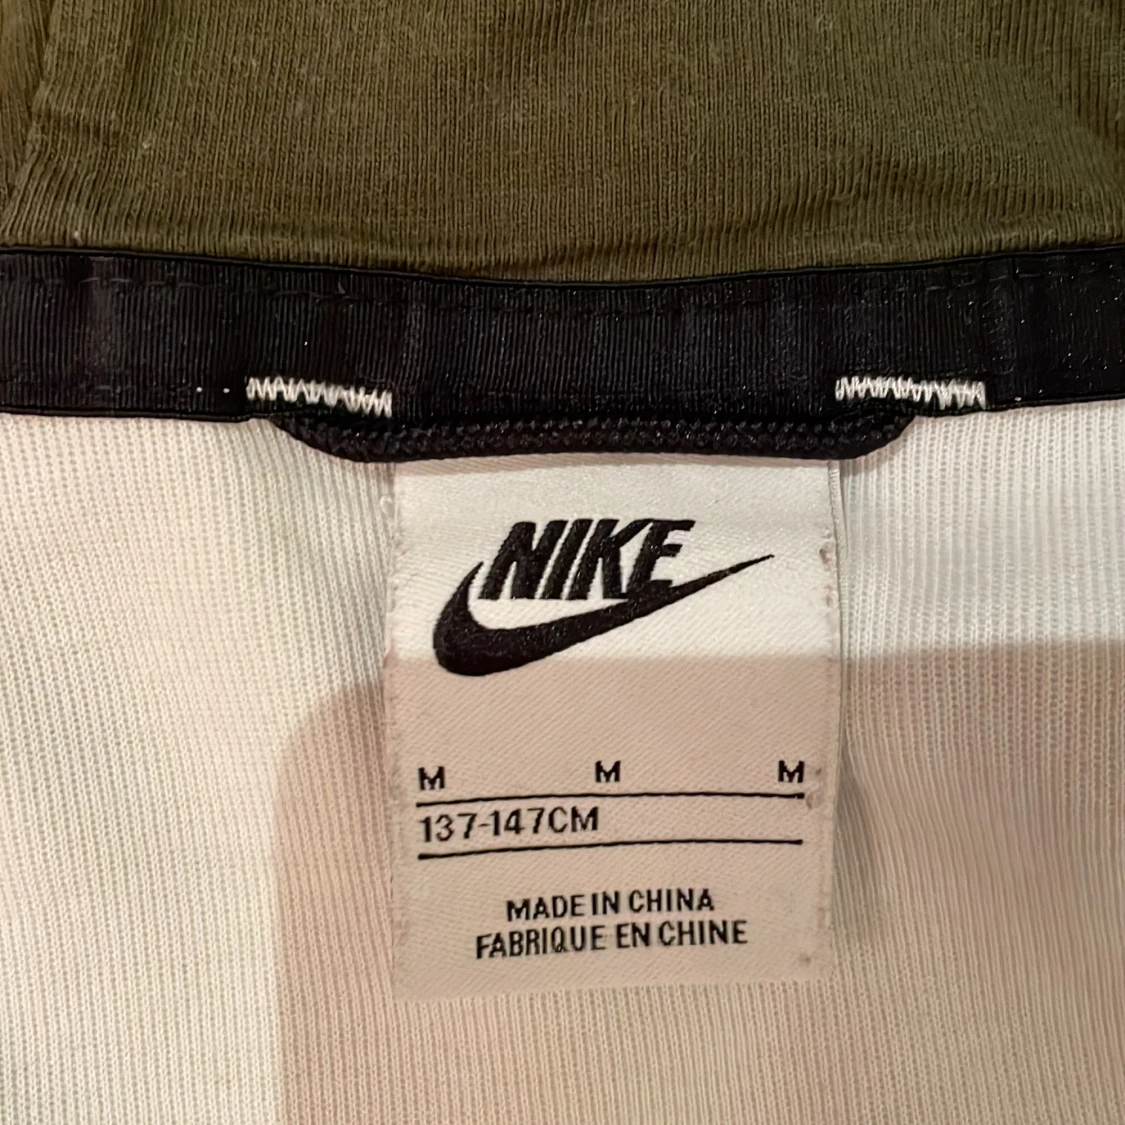 NIKE
M M M
137-147CM
MADE IN CHINA
FABRIQUE EN CHINE